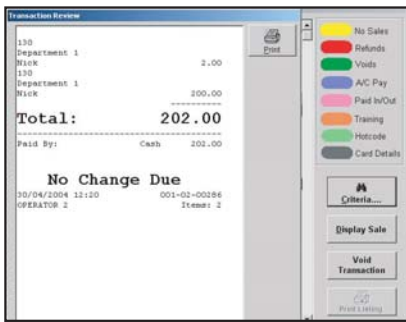 Transaction Review
130
Department 1
Nick 2.00
130
Department 1
Nick 200.00
----------
Total: 202.00
Paid By: Cash 202.00
No Change Due
30/04/2004 12:20 001-02-00286
OPERATOR 2 Items: 2
Print
No Sales
Refunds
Voids
A/C Pay
Paid In/Out
Training
Hotcode
Card Details
Criteria....
Display Sale
Void
Transaction
Print Listing